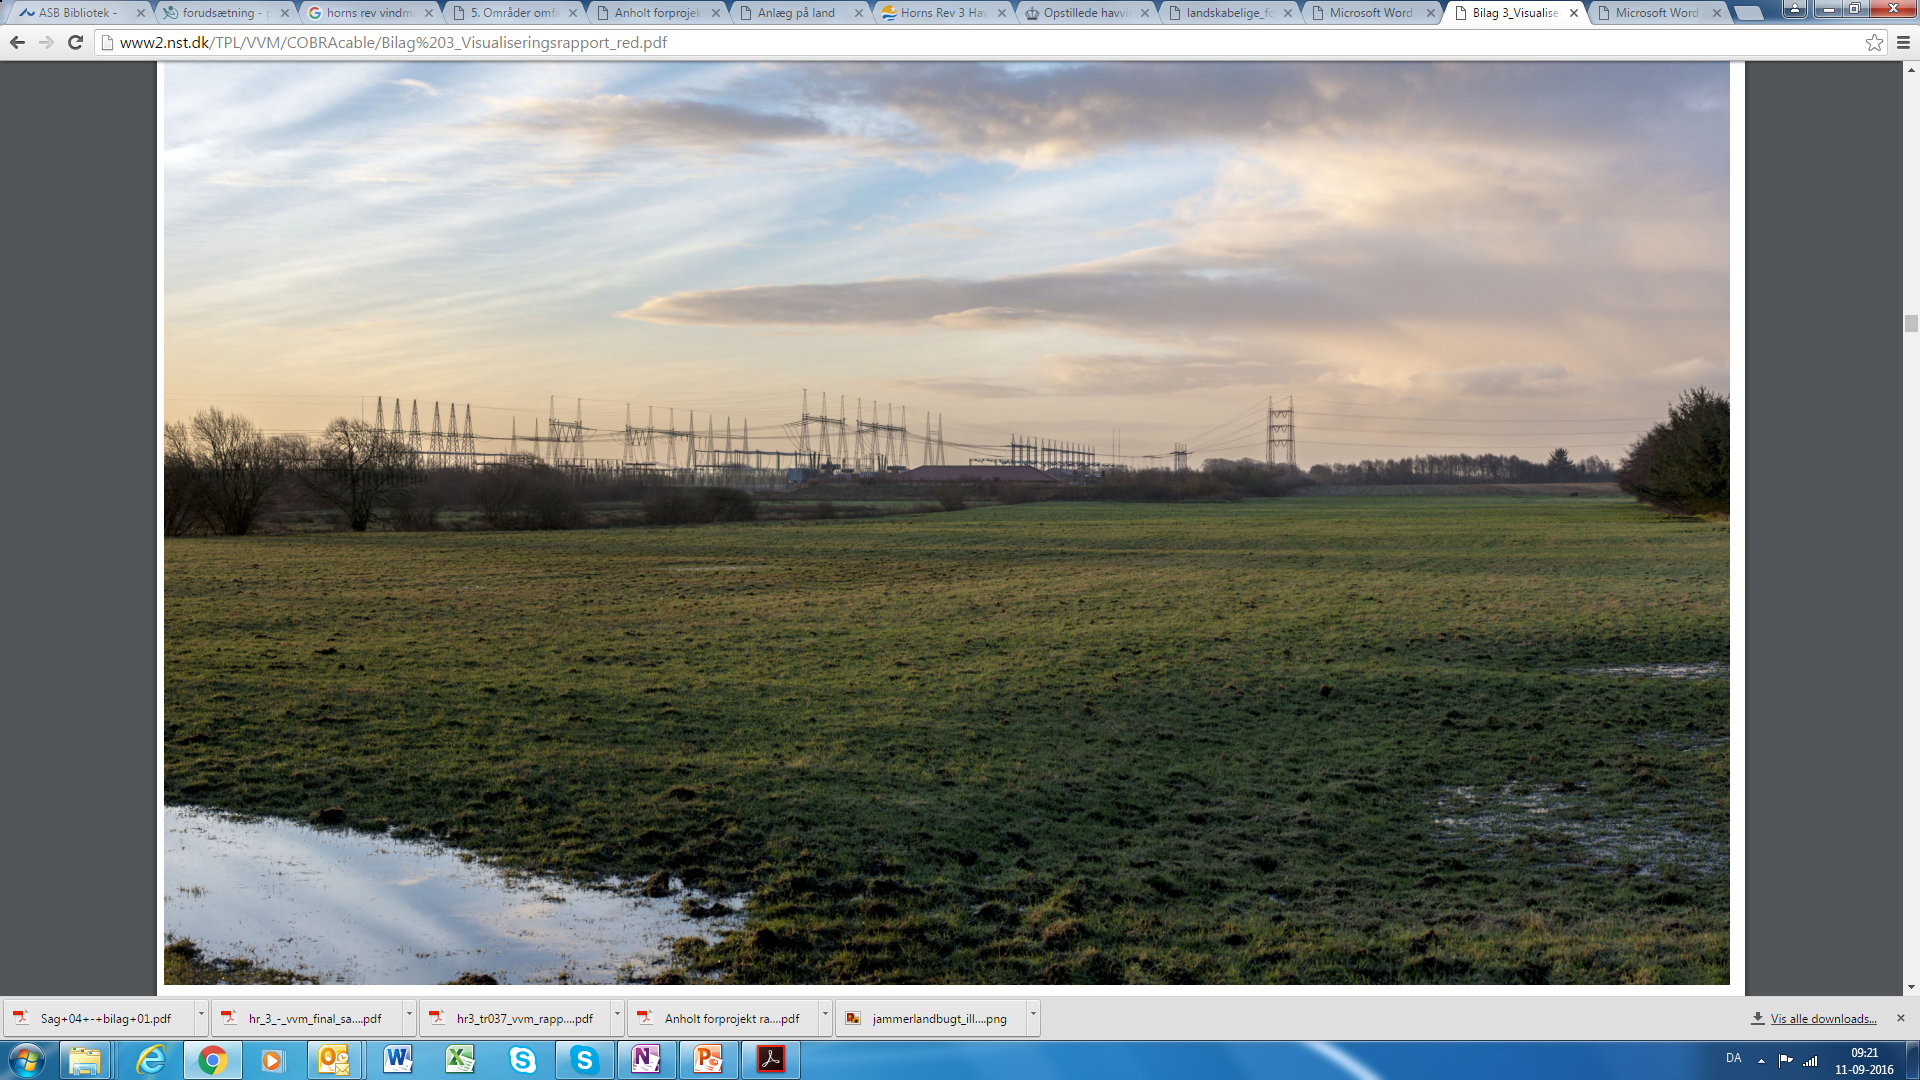 ASB Bibliotek -
forudsætning - p
horns rev vindm
5. Områder omfa
Anholt forprojek
Anlæg på land
Horns Rev 3 Hav
Opstillede havvi
landskabelige_fo
Microsoft Word
Bilag 3_Visualise
Microsoft Word
www2.nst.dk/TPL/VVM/COBRAcable/Bilag%203_Visualiseringsrapport_red.pdf
Sag+04+-+bilag+01.pdf
hr_3_-_vvm_final_sa....pdf
hr3_tr037_vvm_rapp....pdf
Anholt forprojekt ra....pdf
jammerlandbugt_ill....png
Vis alle downloads...
DA
09:21
11-09-2016